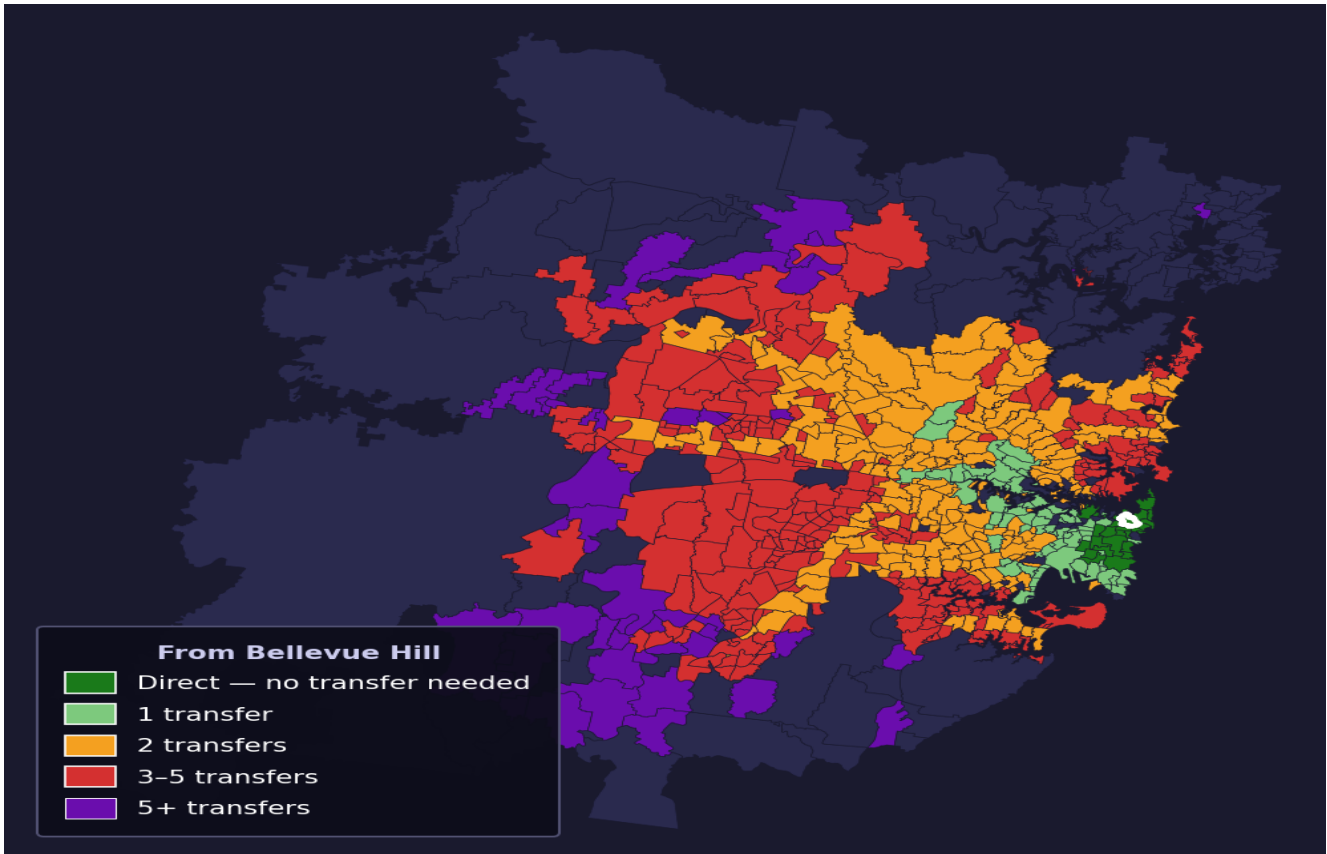 From Bellevue Hill
Direct — no transfer needed
1 transfer
2 transfers
3–5 transfers
5+ transfers